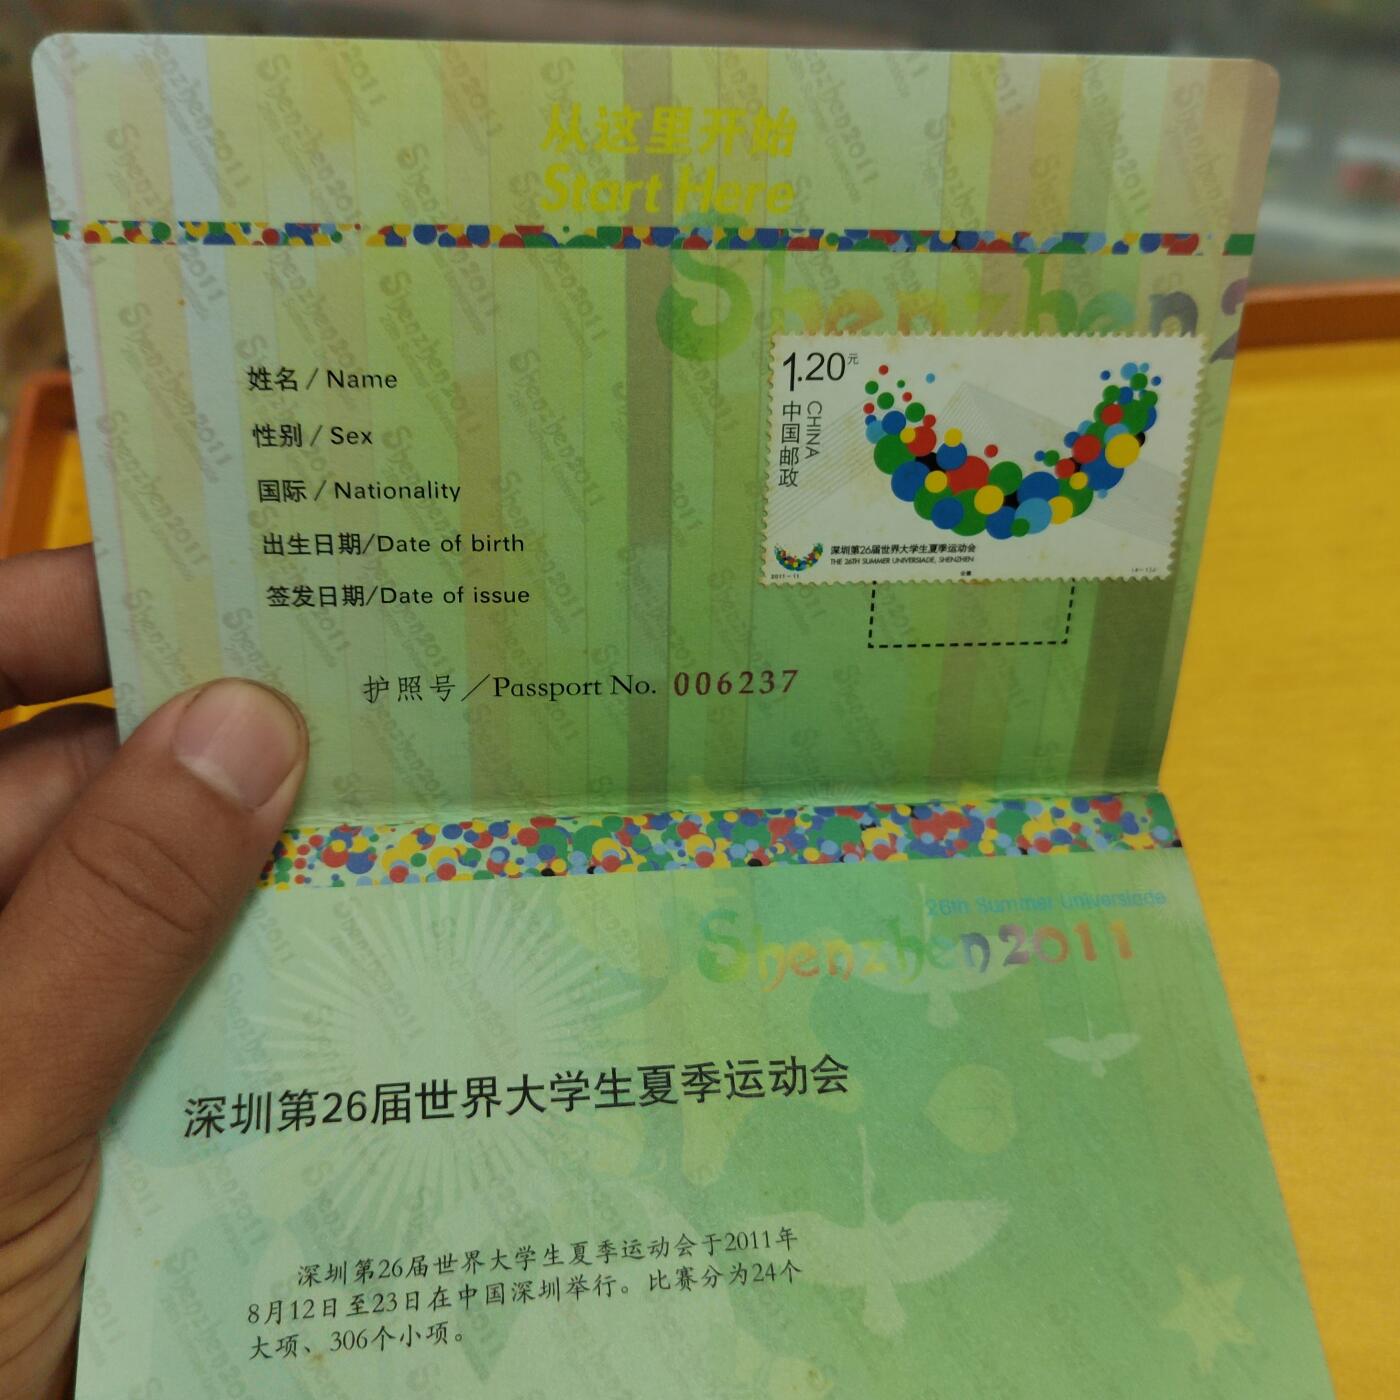 从这里开始
Start Here
Shenzhen 2
姓名 / Name
性别 / Sex
国际 / Nationality
出生日期/Date of birth
签发日期/Date of issue
1.20元
中国邮政
CHINA
深圳第26届世界大学生夏季运动会
THE 26TH SUMMER UNIVERSIADE, SHENZHEN
2011-11
(4-1)J
护照号/Passport No. 006237
26th Summer Universiade
Shenzhen2011
深圳第26届世界大学生夏季运动会
深圳第26届世界大学生夏季运动会于2011年
8月12日至23日在中国深圳举行。比赛分为24个
大项、306个小项。